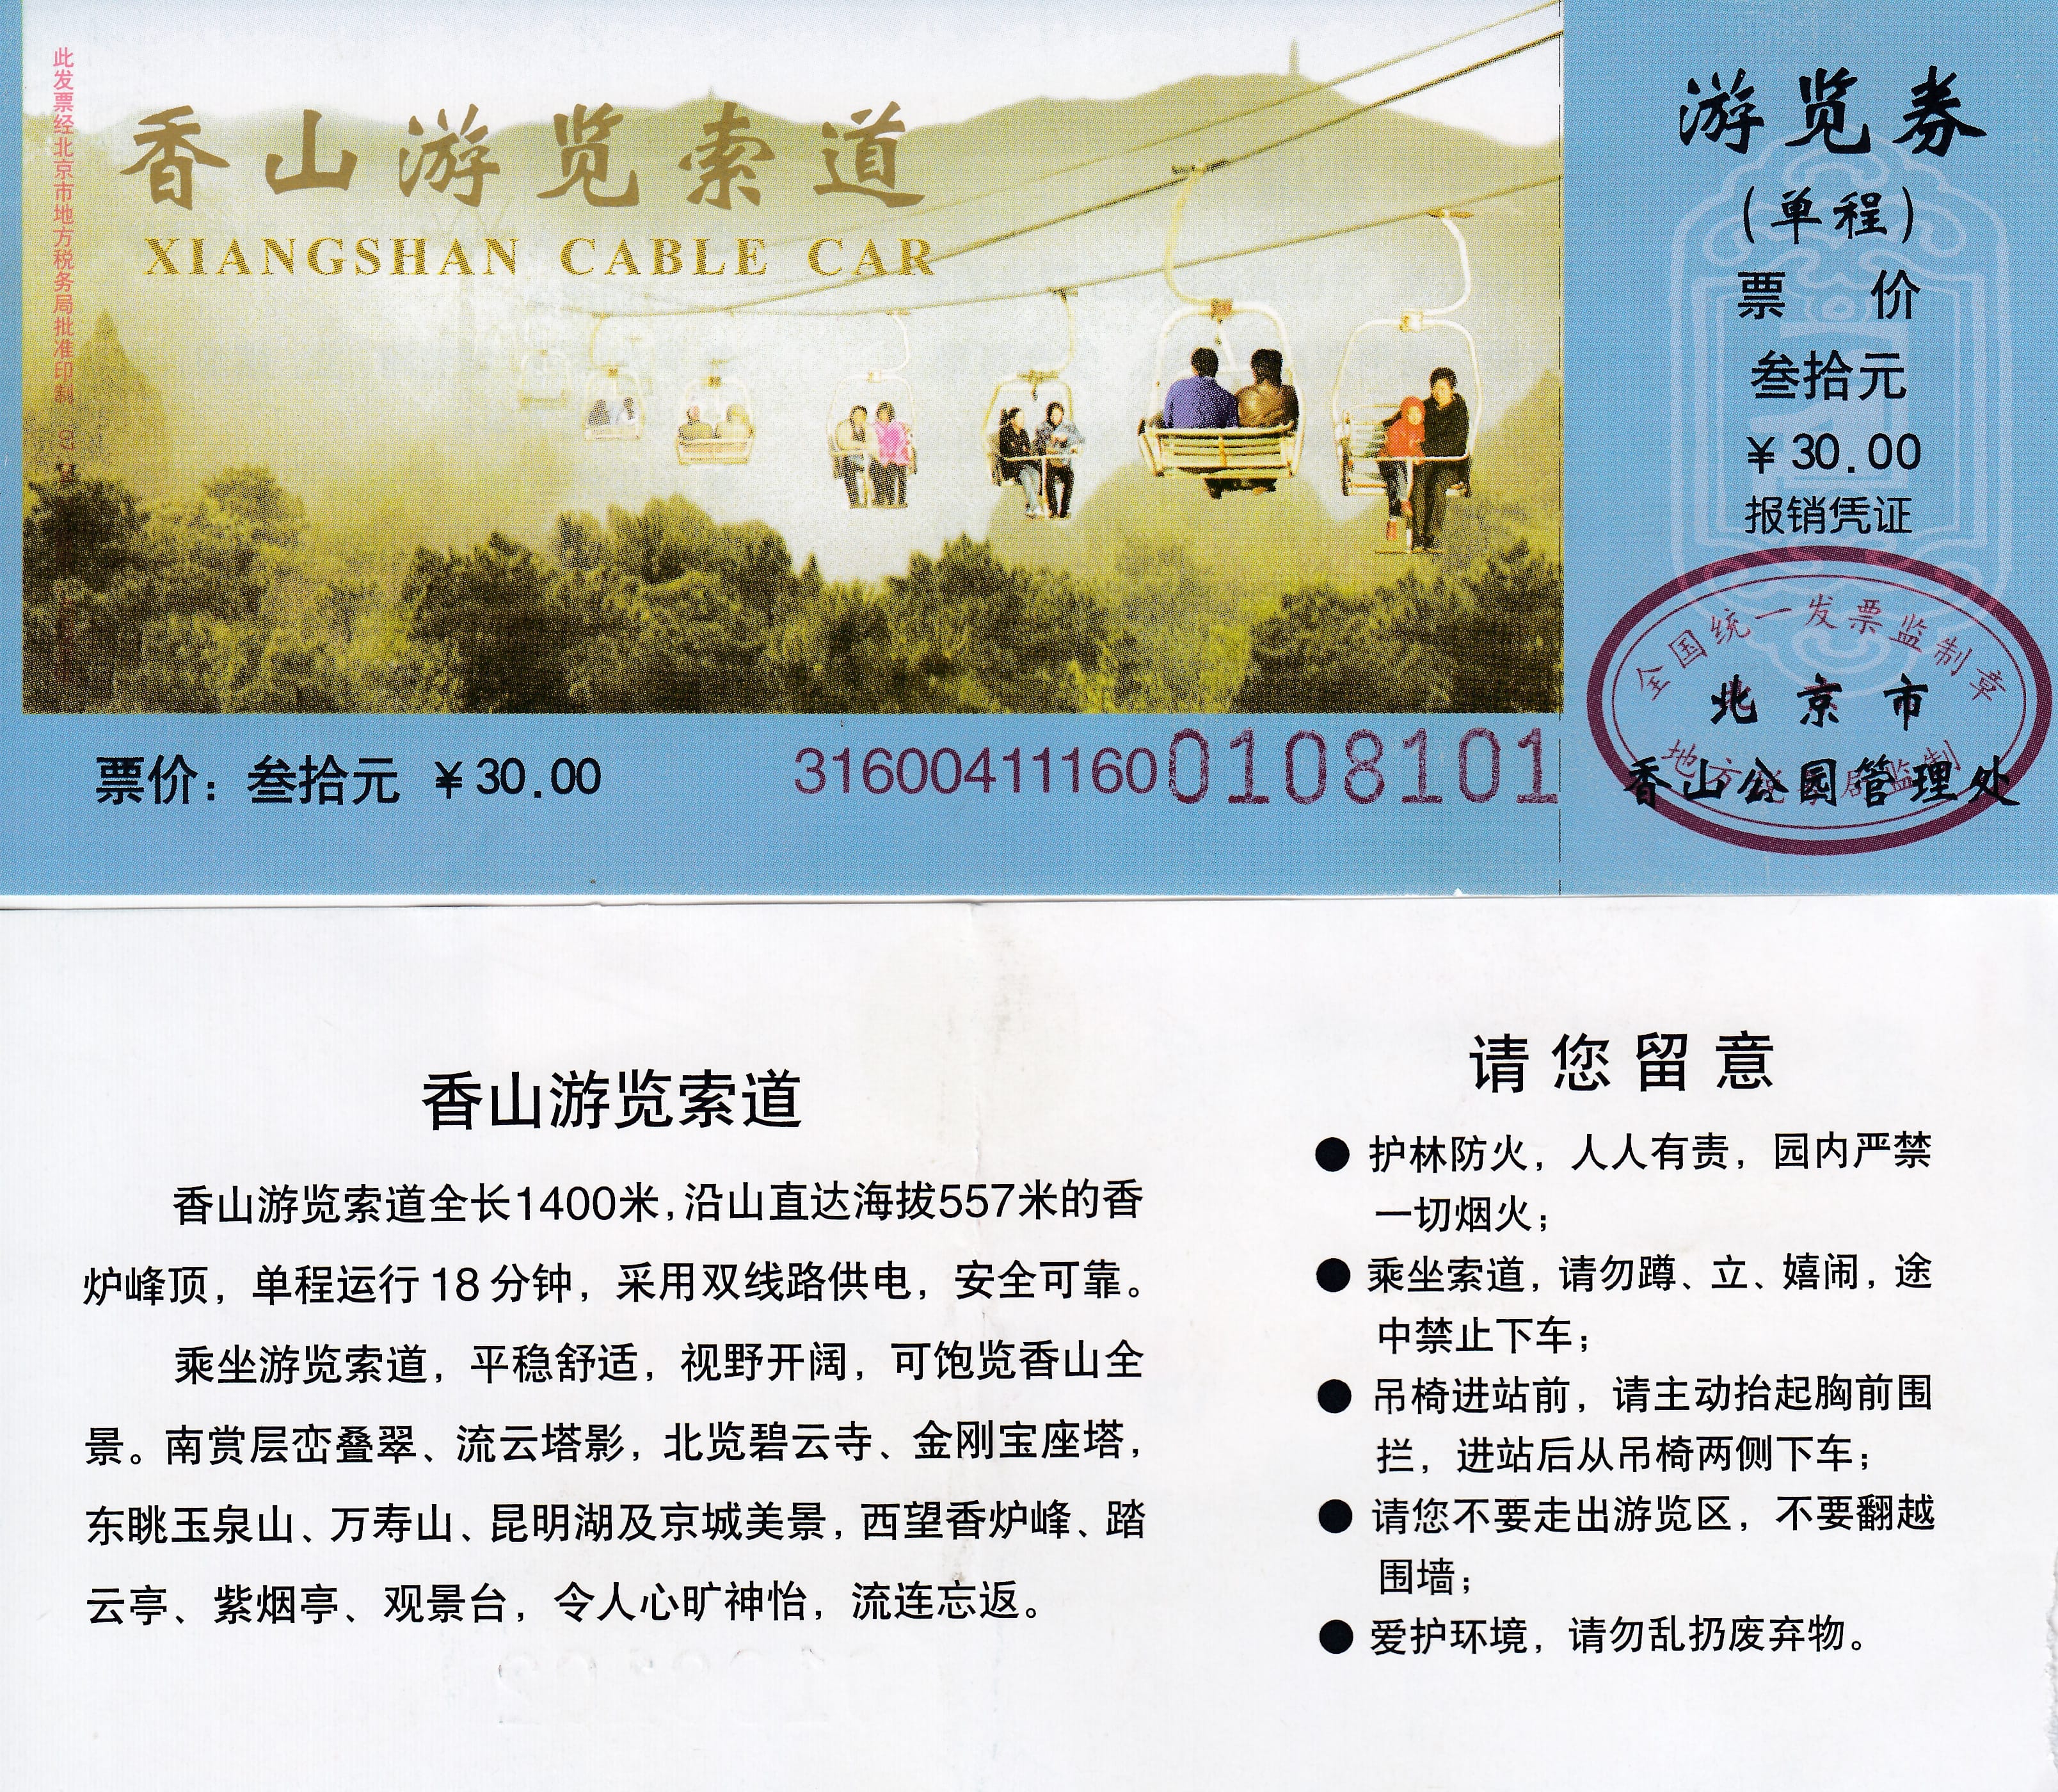 此发票经北京市地方税务局批准印制
香山游览索道
XIANGSHAN CABLE CAR
票价：叁拾元 ￥30.00
316004111600108101
游览券
（单程）
票 价
叁拾元
￥30.00
报销凭证
全国统一发票监制章
北京市
香山公园管理处
香山游览索道
香山游览索道全长1400米，沿山直达海拔557米的香
炉峰顶，单程运行18分钟，采用双线路供电，安全可靠。
乘坐游览索道，平稳舒适，视野开阔，可饱览香山全
景。南赏层峦叠翠、流云塔影，北览碧云寺、金刚宝座塔，
东眺玉泉山、万寿山、昆明湖及京城美景，西望香炉峰、踏
云亭、紫烟亭、观景台，令人心旷神怡，流连忘返。
请您留意
● 护林防火，人人有责，园内严禁
一切烟火；
● 乘坐索道，请勿蹲、立、嬉闹，途
中禁止下车；
● 吊椅进站前，请主动抬起胸前围
拦，进站后从吊椅两侧下车；
● 请您不要走出游览区，不要翻越
围墙；
● 爱护环境，请勿乱扔废弃物。